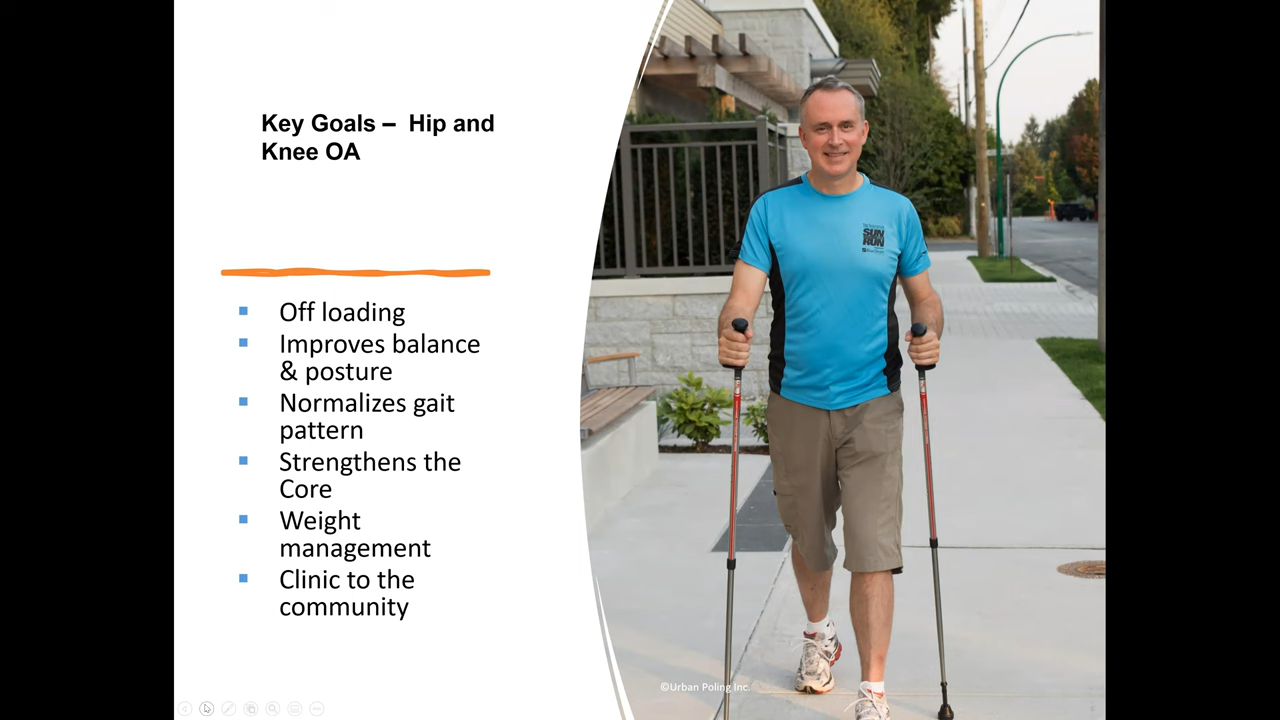 Key Goals – Hip and
Knee OA
Off loading
Improves balance
& posture
Normalizes gait
pattern
Strengthens the
Core
Weight
management
Clinic to the
community
SUN
RUN
©Urban Poling Inc.